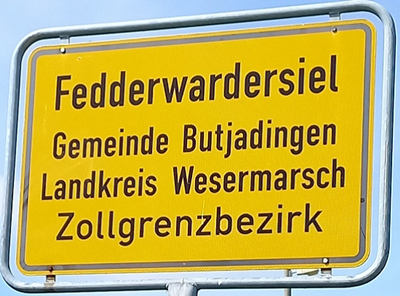 Fedderwardersiel
Gemeinde Butjadingen
Landkreis Wesermarsch
Zollgrenzbezirk